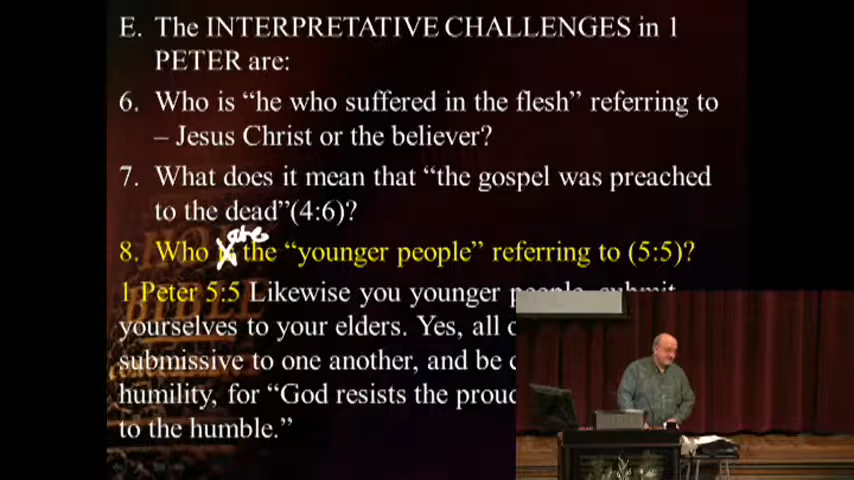 E. The INTERPRETATIVE CHALLENGES in 1
PETER are:
6. Who is “he who suffered in the flesh” referring to
– Jesus Christ or the believer?
7. What does it mean that “the gospel was preached
to the dead”(4:6)?
are
8. Who the “younger people” referring to (5:5)?
1 Peter 5:5 Likewise you younger people, submit
yourselves to your elders. Yes, all
submissive to one another, and be
humility, for “God resists the proud
to the humble.”
HOLY
BIBLE